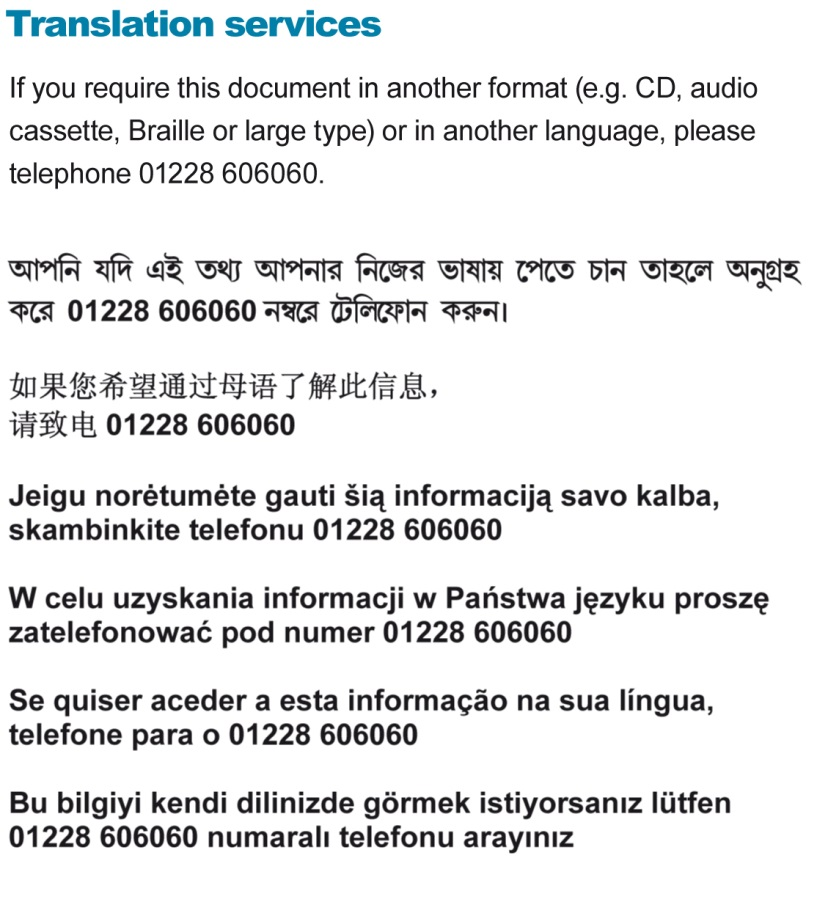 Translation services
If you require this document in another format (e.g. CD, audio
cassette, Braille or large type) or in another language, please
telephone 01228 606060.
আপনি যদি এই তথ্য আপনার নিজের ভাষায় পেতে চান তাহলে অনুগ্রহ
করে 01228 606060 নম্বরে টেলিফোন করুন।
如果您希望通过母语了解此信息，
请致电 01228 606060
Jeigu norėtumėte gauti šią informaciją savo kalba,
skambinkite telefonu 01228 606060
W celu uzyskania informacji w Państwa języku proszę
zatelefonować pod numer 01228 606060
Se quiser aceder a esta informação na sua língua,
telefone para o 01228 606060
Bu bilgiyi kendi dilinizde görmek istiyorsanız lütfen
01228 606060 numaralı telefonu arayınız